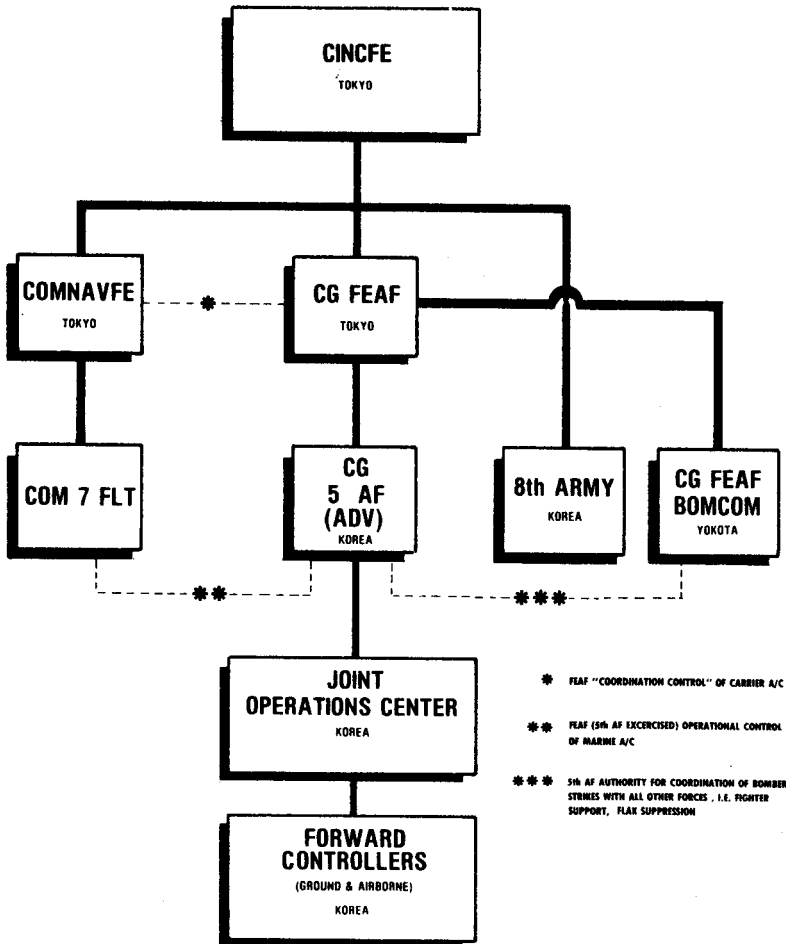 CINCFE
TOKYO
COMNAVFE
TOKYO
*
CG FEAF
TOKYO
COM 7 FLT
CG
5 AF
(ADV)
KOREA
8th ARMY
KOREA
CG FEAF
BOMCOM
YOKOTA
**
***
JOINT
OPERATIONS CENTER
KOREA
FORWARD
CONTROLLERS
(GROUND & AIRBORNE)
KOREA
* FEAF "COORDINATION CONTROL" OF CARRIER A/C
** FEAF (5th AF EXCERCISED) OPERATIONAL CONTROL
OF MARINE A/C
*** 5th AF AUTHORITY FOR COORDINATION OF BOMBER
STRIKES WITH ALL OTHER FORCES , I.E. FIGHTER
SUPPORT, FLAK SUPPRESSION